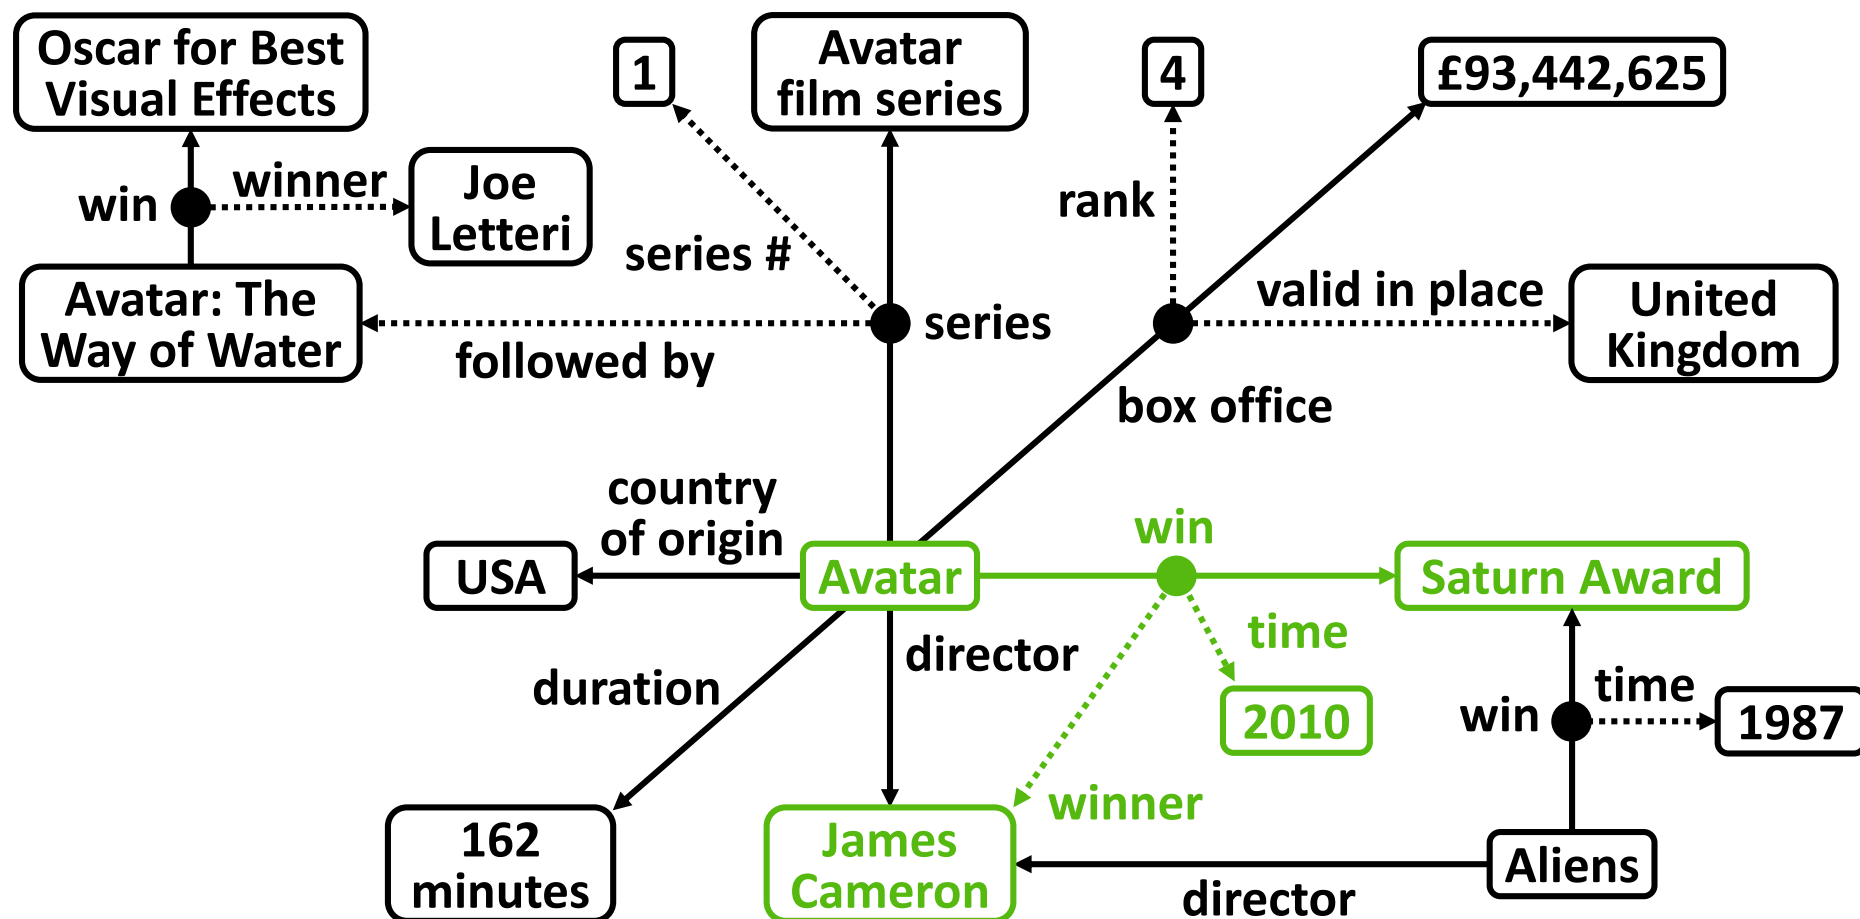 Oscar for Best
Visual Effects
1
Avatar
film series
4
£93,442,625
win
winner
Joe
Letteri
rank
series #
Avatar: The
Way of Water
followed by
series
valid in place
United
Kingdom
box office
country
of origin
win
USA
Avatar
Saturn Award
time
director
duration
2010
win
time
1987
winner
162
minutes
James
Cameron
director
Aliens